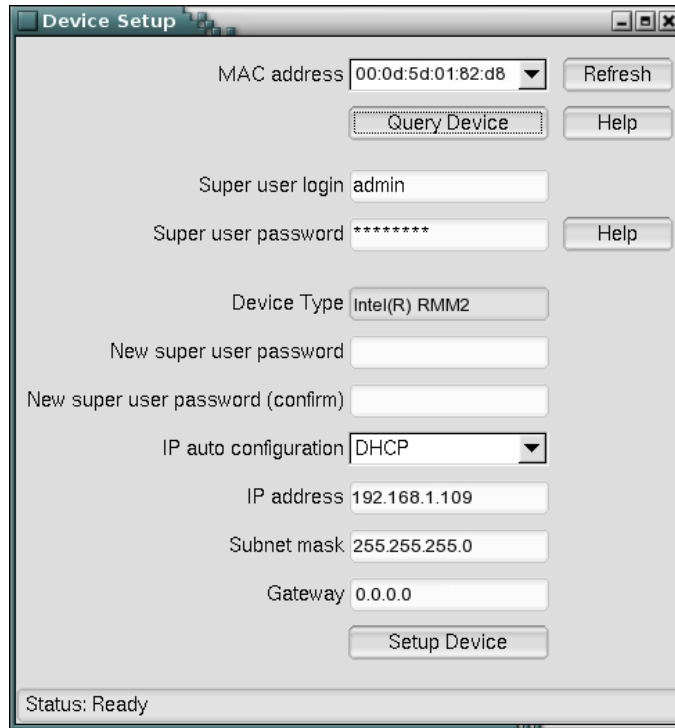 Device Setup
MAC address 00:0d:5d:01:82:d8 Refresh
Query Device Help
Super user login admin
Super user password ******** Help
Device Type Intel(R) RMM2
New super user password
New super user password (confirm)
IP auto configuration DHCP
IP address 192.168.1.109
Subnet mask 255.255.255.0
Gateway 0.0.0.0
Setup Device
Status: Ready